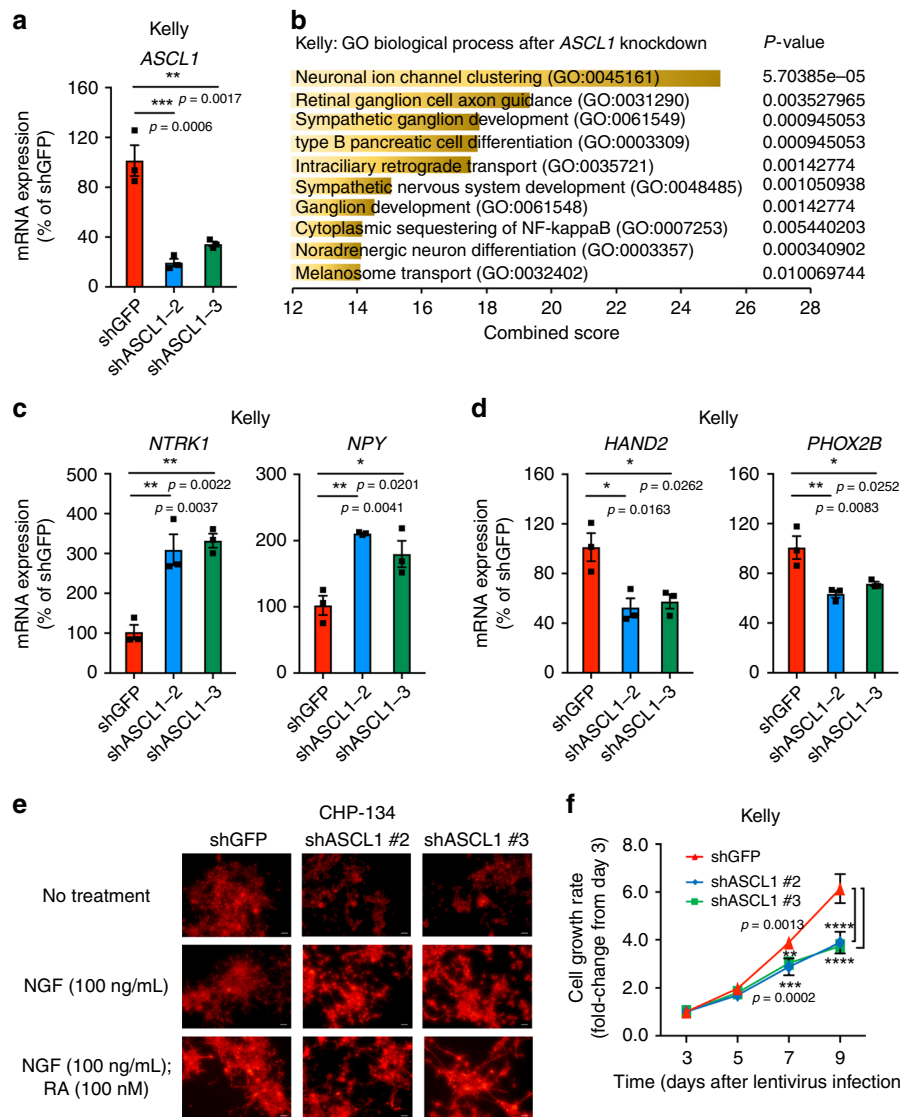 a
Kelly
ASCL1
mRNA expression
(% of shGFP)
160
120
80
40
0
**
*** p = 0.0017
p = 0.0006
shGFP
shASCL1–2
shASCL1–3
b
Kelly: GO biological process after ASCL1 knockdown P-value
Neuronal ion channel clustering (GO:0045161) 5.70385e–05
Retinal ganglion cell axon guidance (GO:0031290) 0.003527965
Sympathetic ganglion development (GO:0061549) 0.000945053
type B pancreatic cell differentiation (GO:0003309) 0.000945053
Intraciliary retrograde transport (GO:0035721) 0.00142774
Sympathetic nervous system development (GO:0048485) 0.001050938
Ganglion development (GO:0061548) 0.00142774
Cytoplasmic sequestering of NF-kappaB (GO:0007253) 0.005440203
Noradrenergic neuron differentiation (GO:0003357) 0.000340902
Melanosome transport (GO:0032402) 0.010069744
12 14 16 18 20 22 24 26 28
Combined score
c
Kelly
NTRK1
mRNA expression
(% of shGFP)
500
400
300
200
100
0
**
** p = 0.0022
p = 0.0037
shGFP
shASCL1–2
shASCL1–3
NPY
300
200
100
0
*
** p = 0.0201
p = 0.0041
shGFP
shASCL1–2
shASCL1–3
d
Kelly
HAND2
mRNA expression
(% of shGFP)
160
120
80
40
0
*
* p = 0.0262
p = 0.0163
shGFP
shASCL1–2
shASCL1–3
PHOX2B
160
120
80
40
0
*
** p = 0.0252
p = 0.0083
shGFP
shASCL1–2
shASCL1–3
e
CHP-134
shGFP shASCL1 #2 shASCL1 #3
No treatment
NGF (100 ng/mL)
NGF (100 ng/mL);
RA (100 nM)
f
Kelly
Cell growth rate
(fold-change from day 3)
8.0
6.0
4.0
2.0
0.0
shGFP
shASCL1 #2
shASCL1 #3
p = 0.0013
**
***
p = 0.0002
****
****
3 5 7 9
Time (days after lentivirus infection